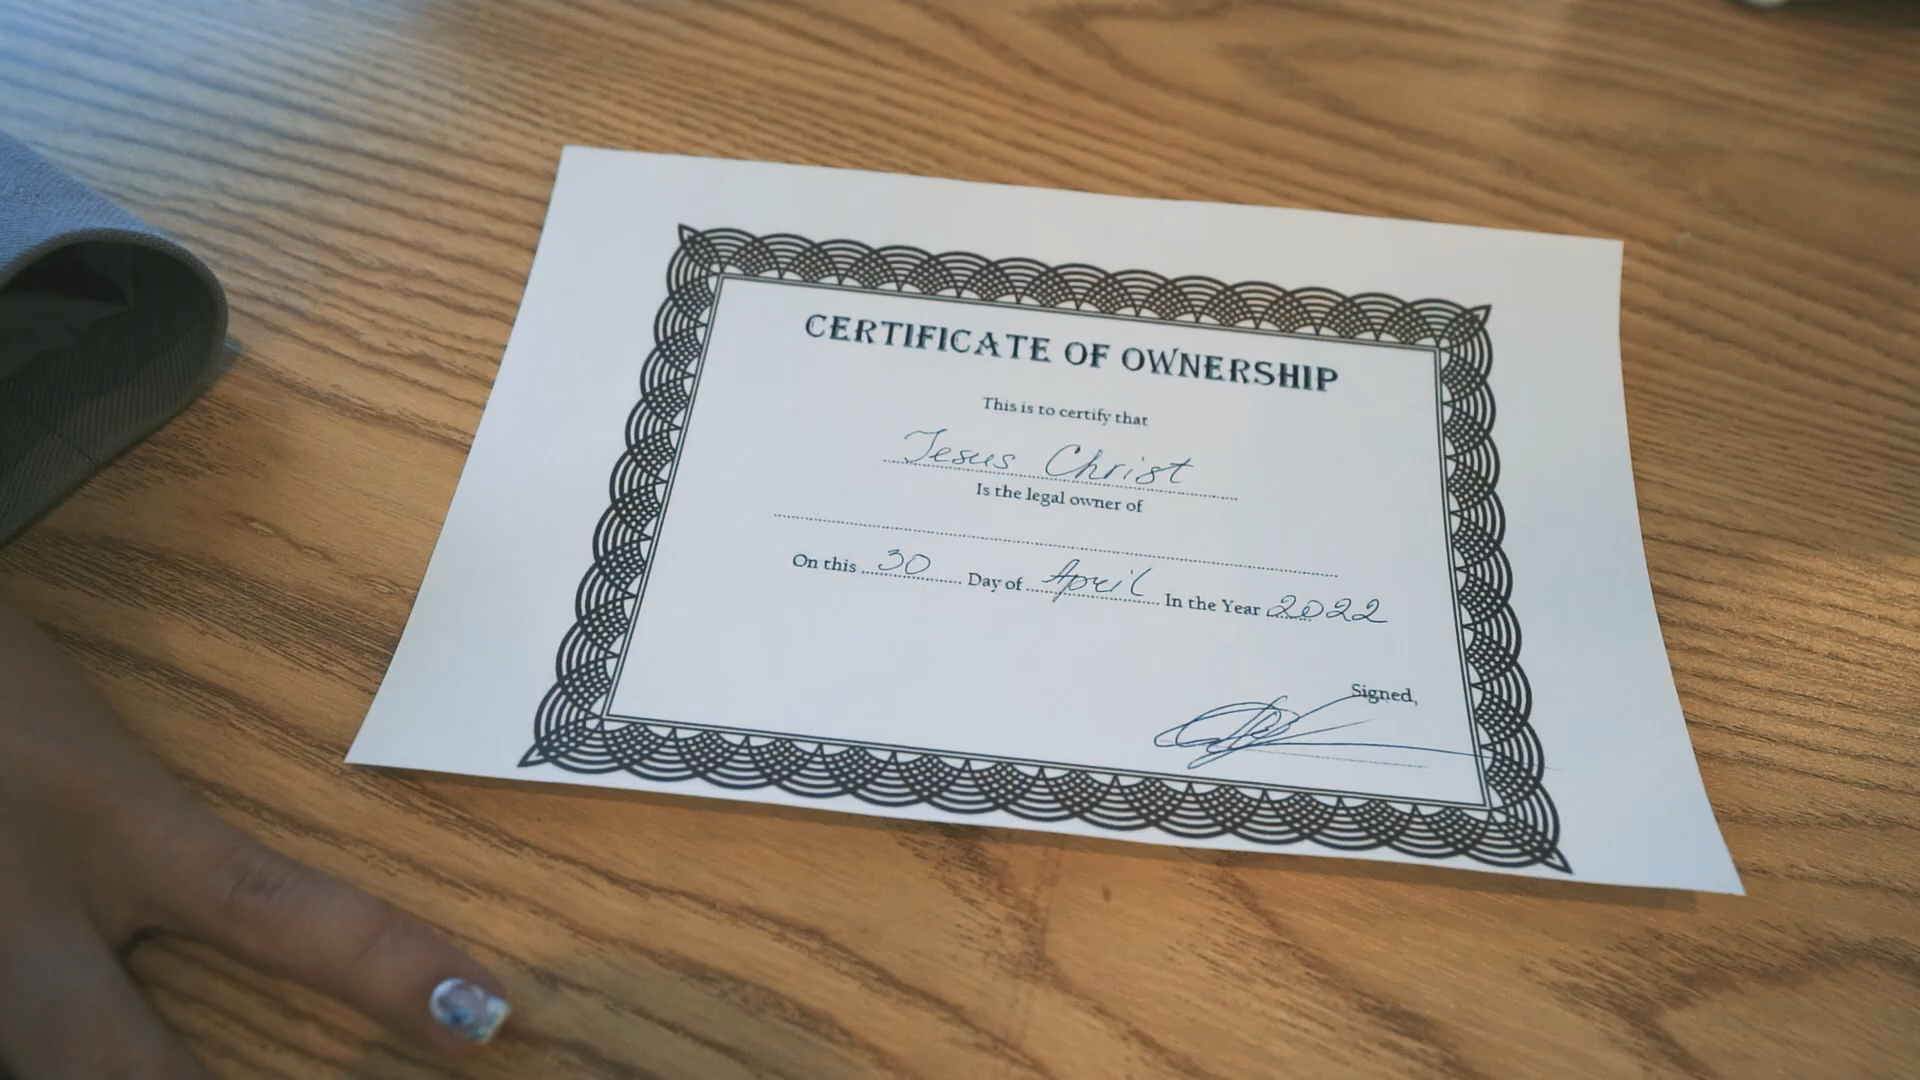 CERTIFICATE OF OWNERSHIP
This is to certify that
Jesus Christ
Is the legal owner of
On this 30 Day of April In the Year 2022
Signed,